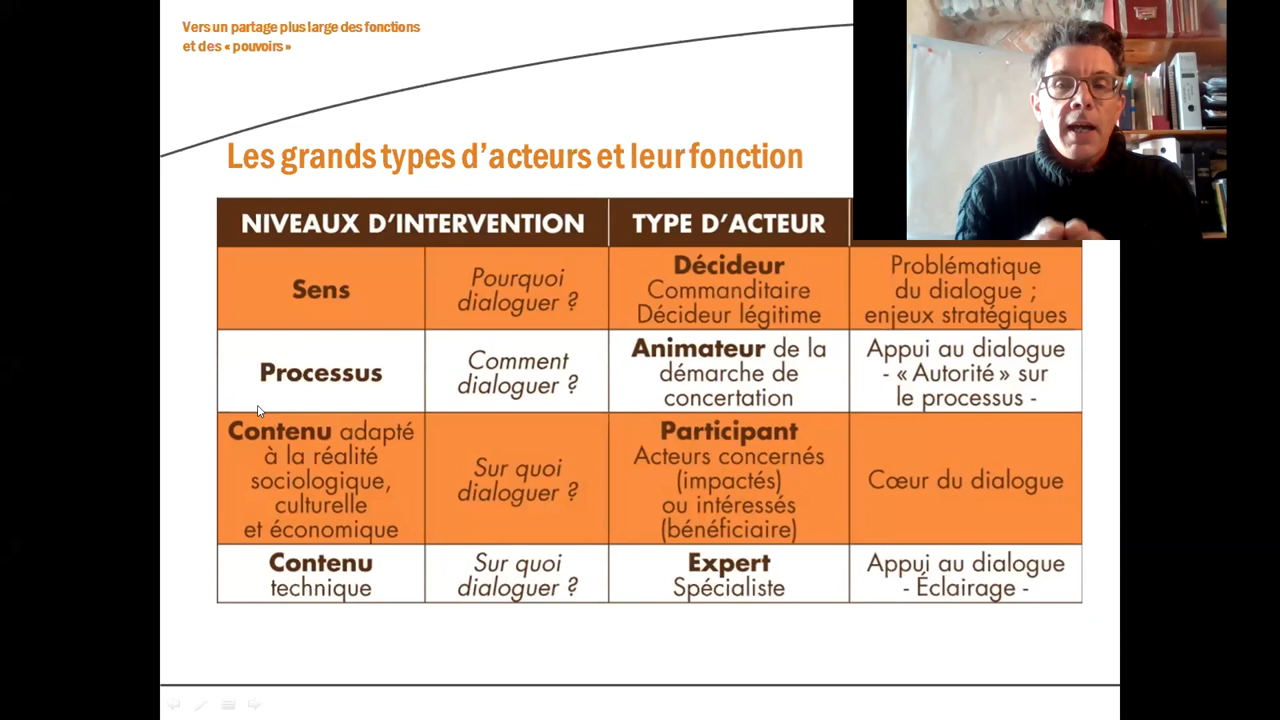 Vers un partage plus large des fonctions
et des « pouvoirs »
Les grands types d'acteurs et leur fonction
NIVEAUX D'INTERVENTION
TYPE D'ACTEUR
Sens
Pourquoi
dialoguer ?
Décideur
Commanditaire
Décideur légitime
Problématique
du dialogue ;
enjeux stratégiques
Processus
Comment
dialoguer ?
Animateur de la
démarche de
concertation
Appui au dialogue
- « Autorité » sur
le processus -
Contenu adapté
à la réalité
sociologique,
culturelle
et économique
Sur quoi
dialoguer ?
Participant
Acteurs concernés
(impactés)
ou intéressés
(bénéficiaire)
Cœur du dialogue
Contenu
technique
Sur quoi
dialoguer ?
Expert
Spécialiste
Appui au dialogue
- Éclairage -